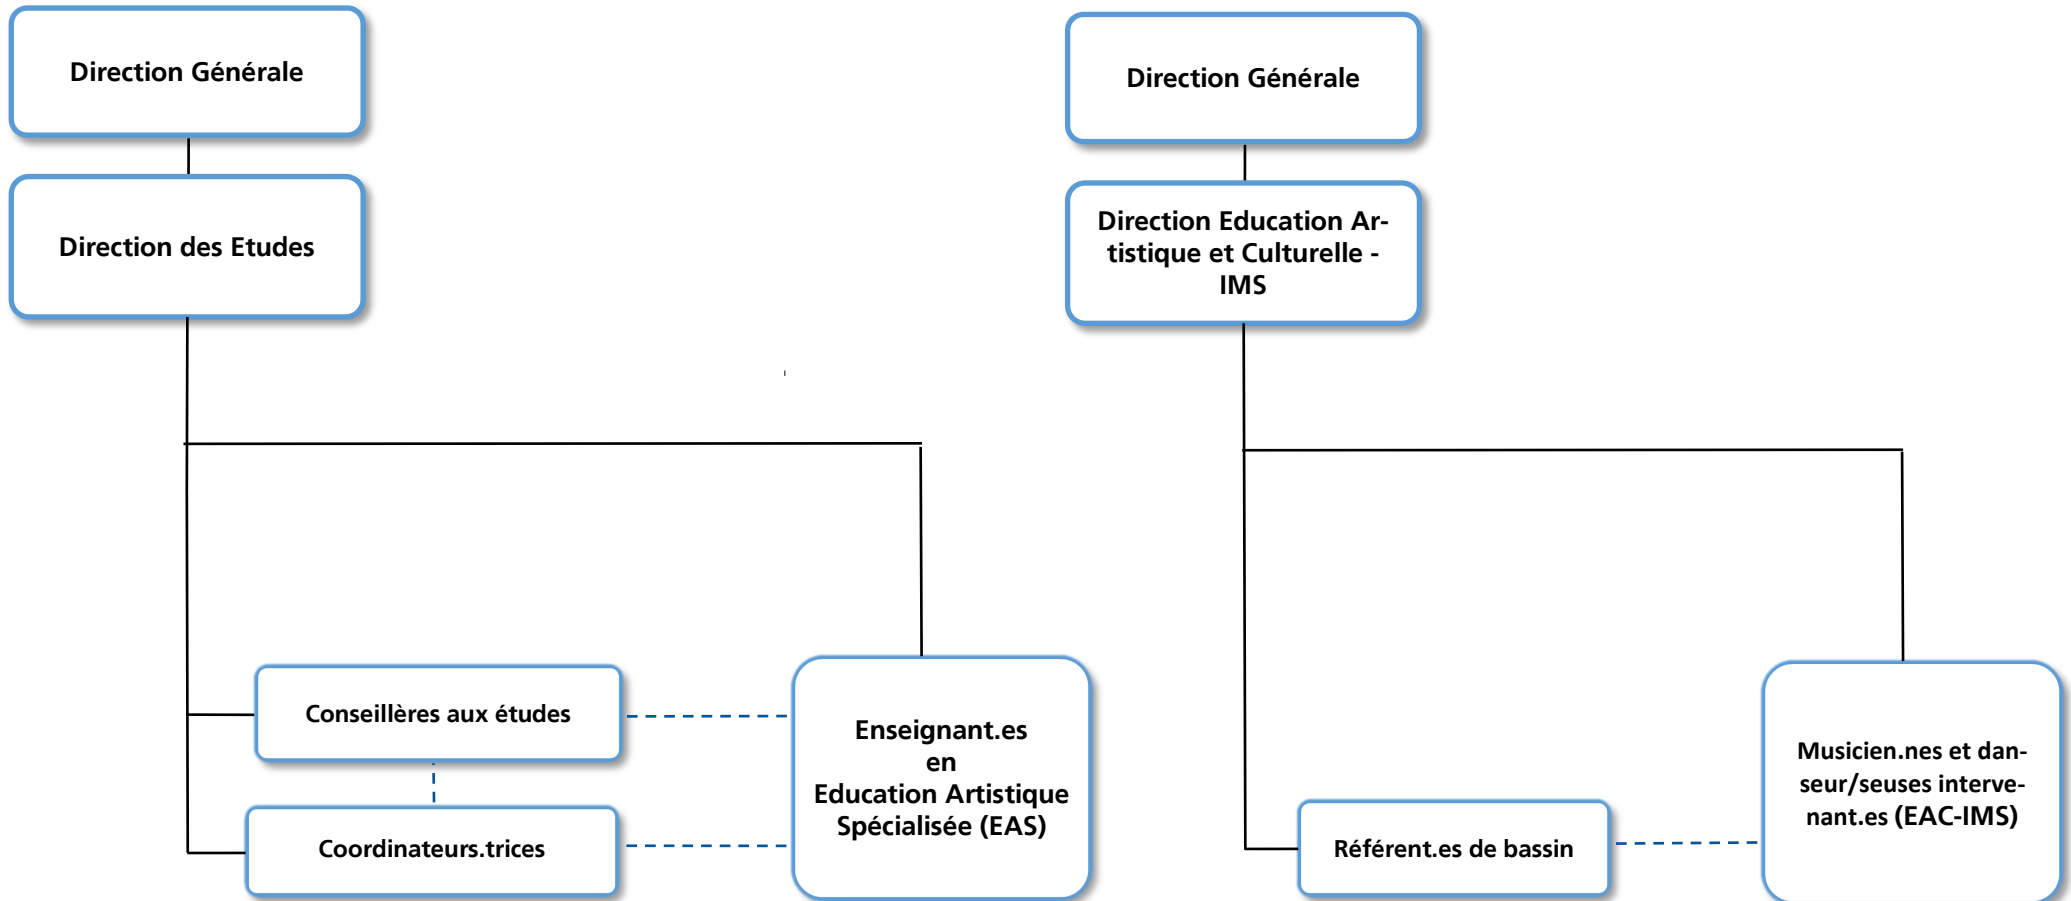 Direction Générale
Direction des Etudes
Conseillères aux études
Coordinateurs.trices
Enseignant.es
en
Education Artistique
Spécialisée (EAS)
Direction Générale
Direction Education Ar-
tistique et Culturelle -
IMS
Référent.es de bassin
Musicien.nes et dan-
seur/seuses interve-
nant.es (EAC-IMS)